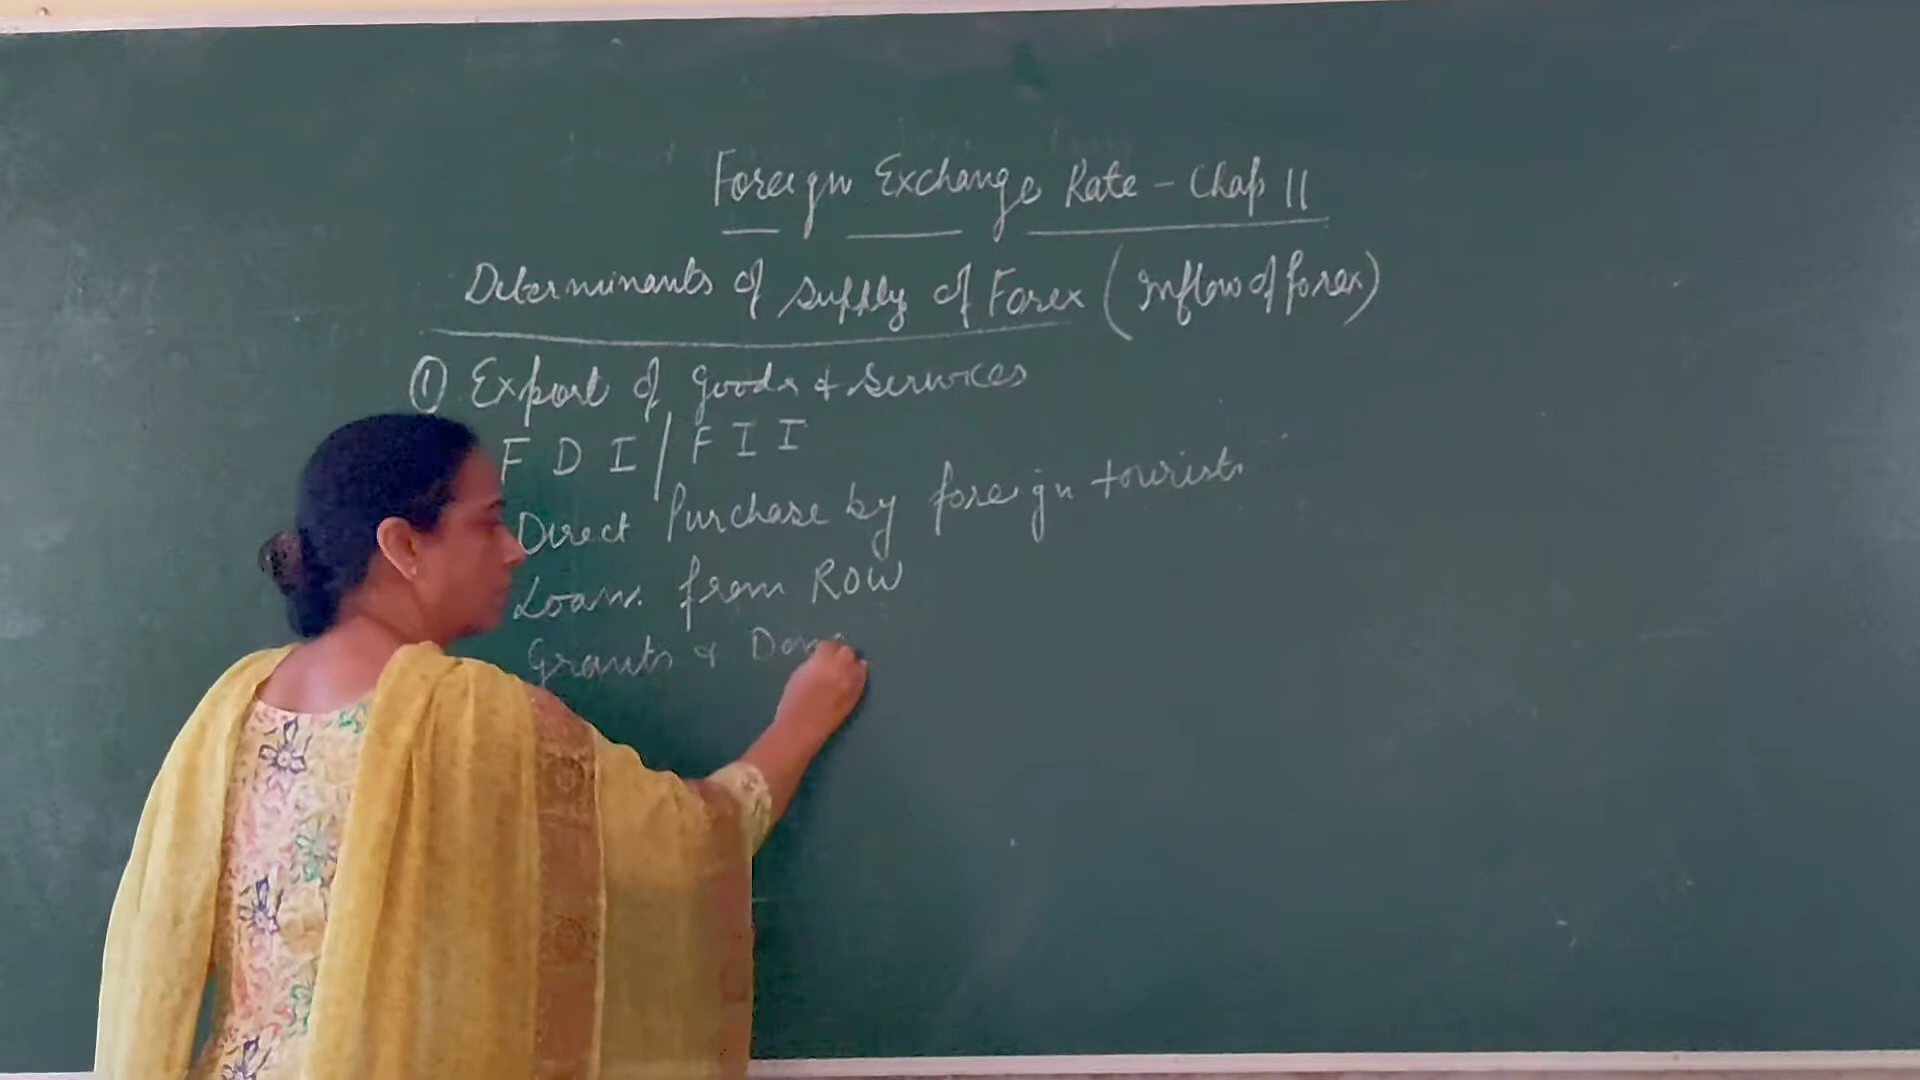 Foreign Exchange Rate - Chap 11
Determinants of supply of Forex (Inflow of forex)
① Export of Goods & Services
F D I / F I I
Direct Purchase by foreign tourists
Loans from ROW
Grants & Dona